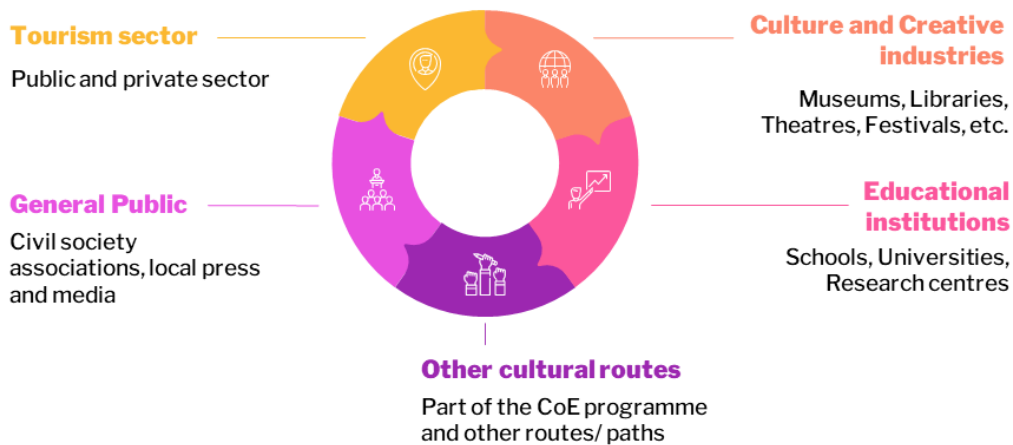 Tourism sector
Public and private sector
Culture and Creative
industries
Museums, Libraries,
Theatres, Festivals, etc.
General Public
Civil society
associations, local press
and media
Educational
institutions
Schools, Universities,
Research centres
Other cultural routes
Part of the CoE programme
and other routes/ paths